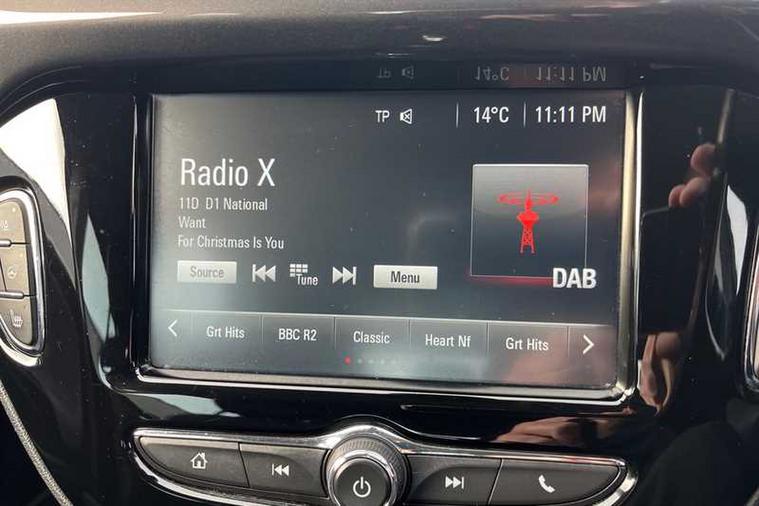 TP 14°C 11:11 PM
Radio X
11D D1 National
Want
For Christmas Is You
Source Tune Menu
DAB
Grt Hits BBC R2 Classic Heart Nf Grt Hits